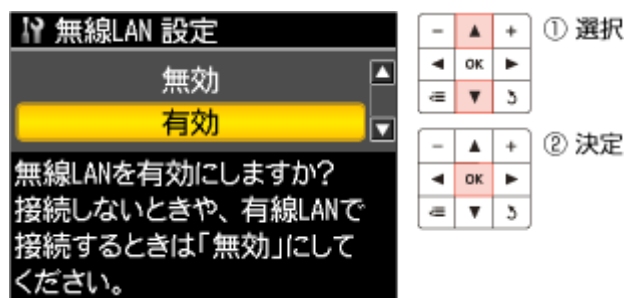 無線LAN 設定
無効
有効
無線LANを有効にしますか?
接続しないときや、有線LANで
接続するときは「無効」にして
ください。
− ▲ +
◀ OK ▶
▼
① 選択
− ▲ +
◀ OK ▶
▼
② 決定